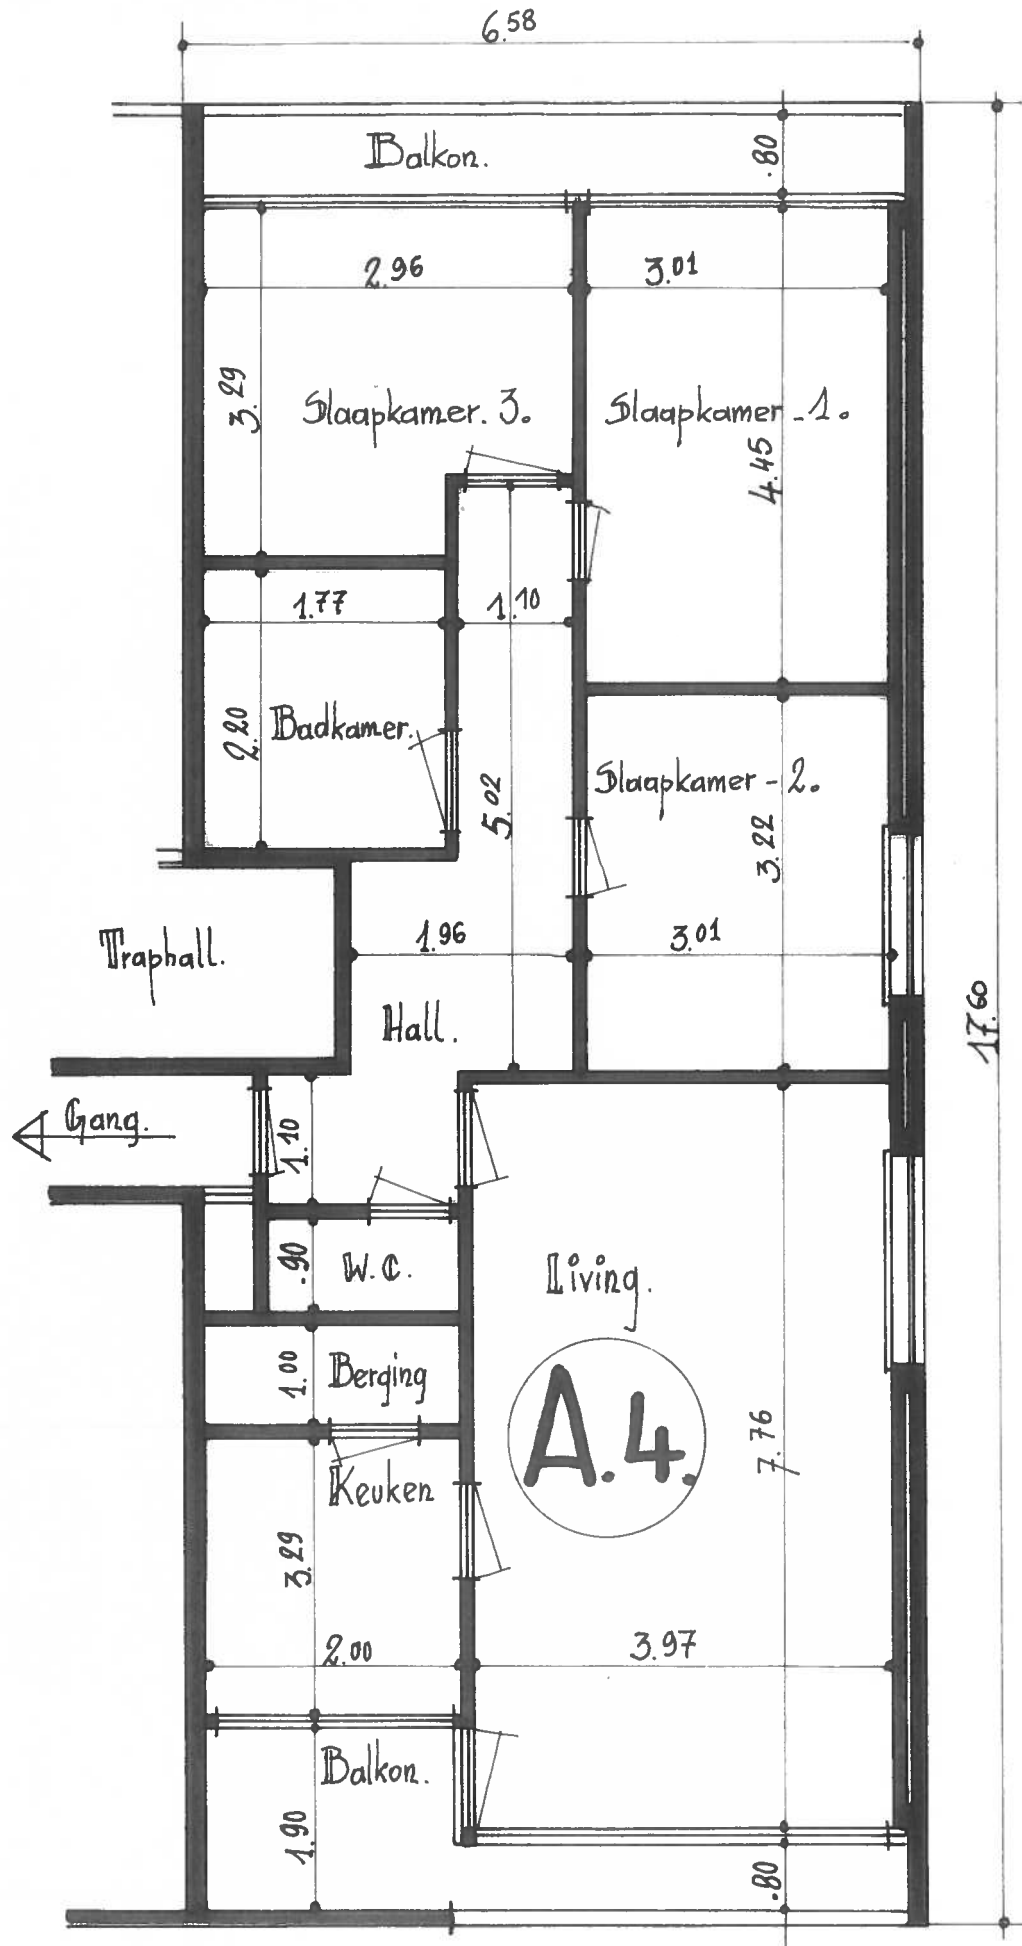 6.58
Balkon.
.80
2.96
3.01
3.29
Slaapkamer. 3.
Slaapkamer - 1.
4.45
1.77
1.10
2.20
Badkamer.
5.02
Slaapkamer - 2.
3.22
Traphall.
1.96
3.01
Hall.
17.60
Gang.
1.10
.90
W.C.
Living.
1.00
Berging
A.4.
7.76
Keuken
3.29
2.00
3.97
Balkon.
1.90
.80